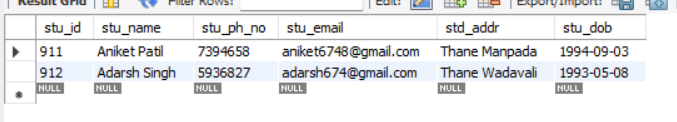 Result Grid Filter Rows: Edit: Export/Import:
stu_id stu_name stu_ph_no stu_email std_addr stu_dob
911 Aniket Patil 7394658 aniket6748@gmail.com Thane Manpada 1994-09-03
912 Adarsh Singh 5936827 adarsh674@gmail.com Thane Wadavali 1993-05-08
NULL NULL NULL NULL NULL NULL